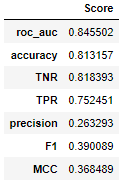 Score
roc_auc 0.845502
accuracy 0.813157
TNR 0.818393
TPR 0.752451
precision 0.263293
F1 0.390089
MCC 0.368489